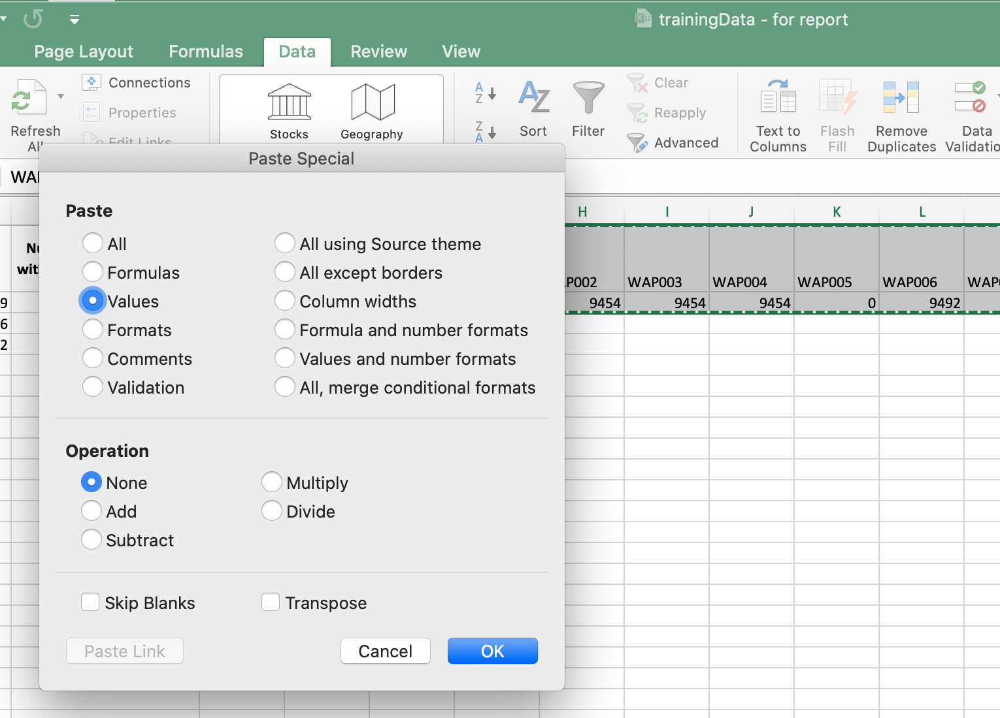 trainingData - for report
Page Layout Formulas Data Review View
Connections
Properties
Edit Links
Refresh
All
Stocks Geography
A
Z
Z
A
Sort
Filter
Clear
Reapply
Advanced
Text to
Columns
Flash
Fill
Remove
Duplicates
Data
Validatio
WAP
Paste Special
Paste
All
Formulas
Values
Formats
Comments
Validation
All using Source theme
All except borders
Column widths
Formula and number formats
Values and number formats
All, merge conditional formats
Operation
None
Add
Subtract
Multiply
Divide
Skip Blanks Transpose
Paste Link Cancel OK
H I J K L
Nu
with
P002 WAP003 WAP004 WAP005 WAP006 WAP0
9 9454 9454 9454 0 9492
6
2